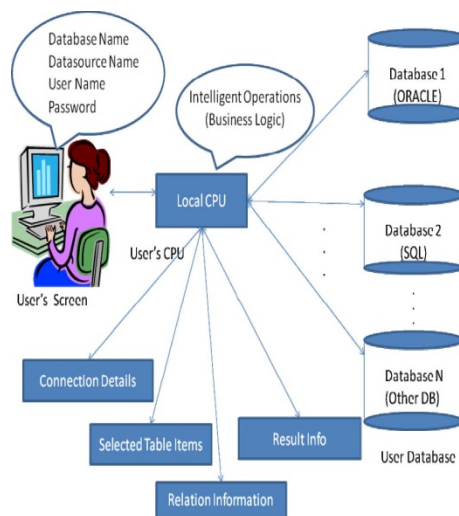 Database Name
Datasource Name
User Name
Password
Intelligent Operations
(Business Logic)
Database 1
(ORACLE)
Local CPU
User's CPU
User's Screen
Database 2
(SQL)
Database N
(Other DB)
User Database
Connection Details
Selected Table Items
Result Info
Relation Information